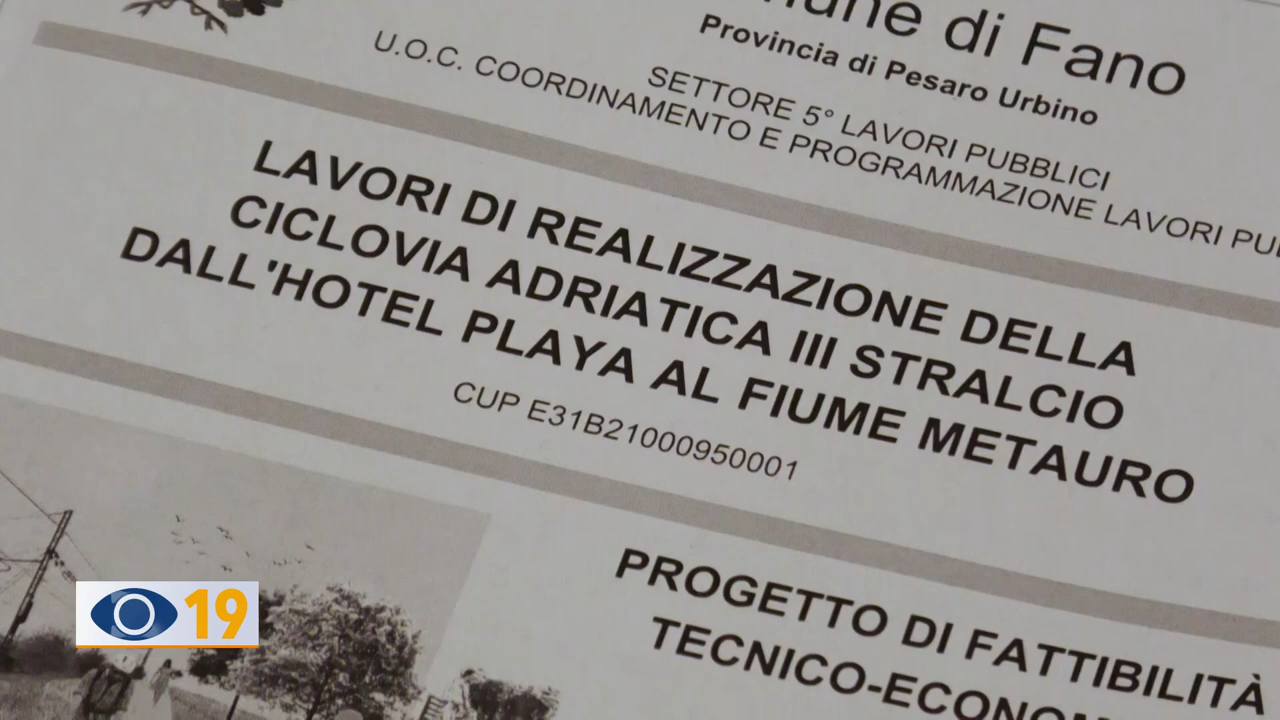 di Fano
Provincia di Pesaro Urbino
SETTORE 5° LAVORI PUBBLICI
U.O.C. COORDINAMENTO E PROGRAMMAZIONE LAVORI
LAVORI DI REALIZZAZIONE DELLA
CICLOVIA ADRIATICA III STRALCIO
DALL'HOTEL PLAYA AL FIUME METAURO
CUP E31B21000950001
PROGETTO DI FATTIBILITÀ
19